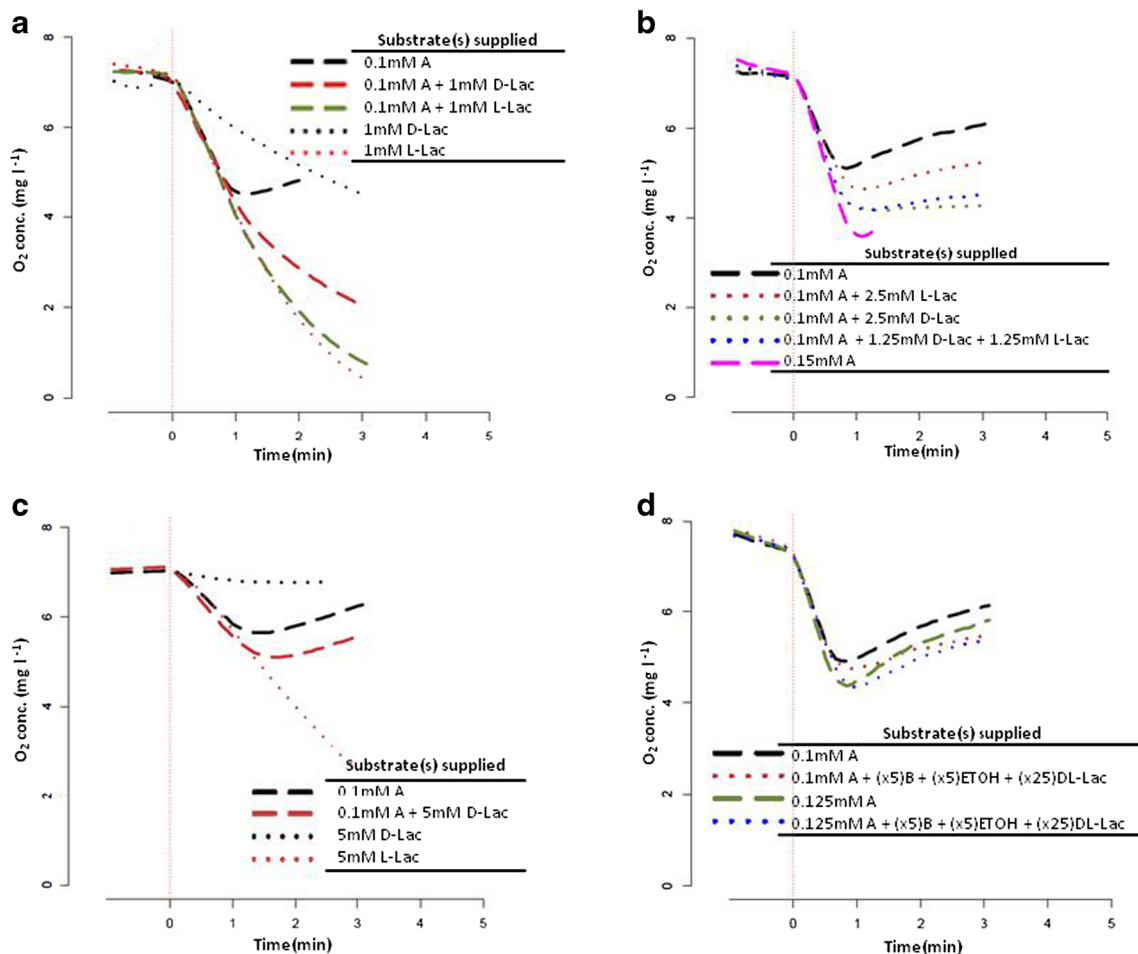 a
Substrate(s) supplied
0.1mM A
0.1mM A + 1mM D-Lac
0.1mM A + 1mM L-Lac
1mM D-Lac
1mM L-Lac
O2 conc. (mg l-1)
8
6
4
2
0
0 1 2 3 4 5
Time(min)
b
O2 conc. (mg l-1)
8
6
4
2
0
Substrate(s) supplied
0.1mM A
0.1mM A + 2.5mM L-Lac
0.1mM A + 2.5mM D-Lac
0.1mM A + 1.25mM D-Lac + 1.25mM L-Lac
0.15mM A
0 1 2 3 4 5
Time(min)
c
O2 conc. (mg l-1)
8
6
4
2
0
Substrate(s) supplied
0.1mM A
0.1mM A + 5mM D-Lac
5mM D-Lac
5mM L-Lac
0 1 2 3 4 5
Time(min)
d
O2 conc. (mg l-1)
8
6
4
2
0
Substrate(s) supplied
0.1mM A
0.1mM A + (x5)B + (x5)ETOH + (x25)DL-Lac
0.125mM A
0.125mM A + (x5)B + (x5)ETOH + (x25)DL-Lac
0 1 2 3 4 5
Time(min)